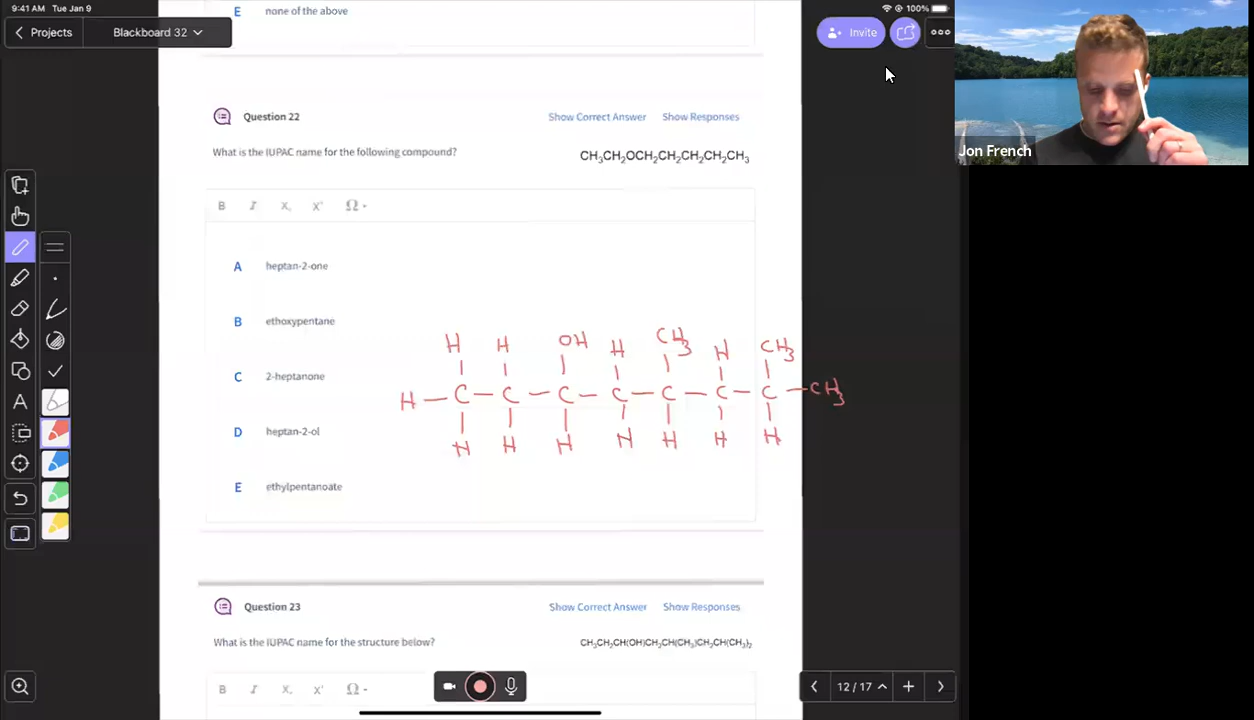 9:41 AM Tue Jan 9
100%
Projects
Blackboard 32
Invite
E none of the above
Jon French
Question 22
Show Correct Answer
Show Responses
What is the IUPAC name for the following compound?
CH₃CH₂OCH₂CH₂CH₂CH₂CH₃
B I X, X' Ω
A heptan-2-one
B ethoxypentane
C 2-heptanone
D heptan-2-ol
E ethylpentanoate
H H OH H CH₃ H CH₃
H — C — C — C — C — C — C — C — CH₃
H H H H H H H
A
Question 23
Show Correct Answer
Show Responses
What is the IUPAC name for the structure below?
CH₃CH₂CH(OH)CH₂CH(CH₃)CH₂CH(CH₃)₂
B I X, X' Ω
12 / 17